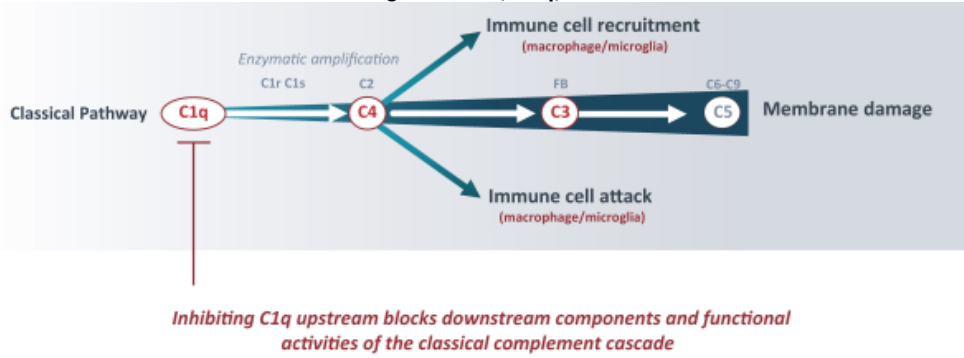 Immune cell recruitment
(macrophage/microglia)
Enzymatic amplification
C1r C1s
C2
FB
C6-C9
Classical Pathway
C1q
C4
C3
C5
Membrane damage
Immune cell attack
(macrophage/microglia)
Inhibiting C1q upstream blocks downstream components and functional
activities of the classical complement cascade